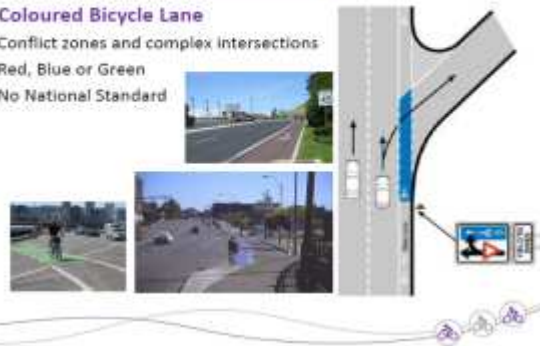 Coloured Bicycle Lane
Conflict zones and complex intersections
Red, Blue or Green
No National Standard